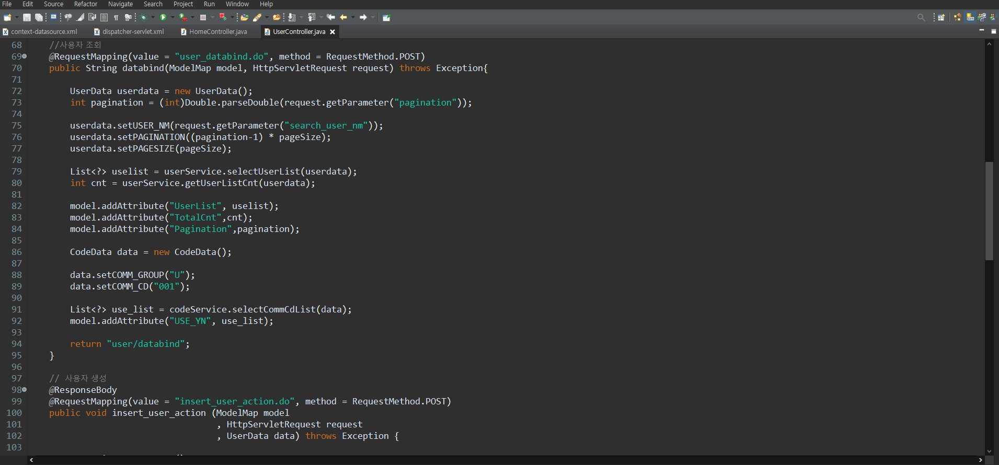 File Edit Source Refactor Navigate Search Project Run Window Help
context-datasource.xml dispatcher-servlet.xml HomeController.java UserController.java
68 //사용자 조회
69 @RequestMapping(value = "user_databind.do", method = RequestMethod.POST)
70 public String databind(ModelMap model, HttpServletRequest request) throws Exception{
71
72 UserData userdata = new UserData();
73 int pagination = (int)Double.parseDouble(request.getParameter("pagination"));
74
75 userdata.setUSER_NM(request.getParameter("search_user_nm"));
76 userdata.setPAGINATION((pagination-1) * pageSize);
77 userdata.setPAGESIZE(pageSize);
78
79 List<?> uselist = userService.selectUserList(userdata);
80 int cnt = userService.getUserListCnt(userdata);
81
82 model.addAttribute("UserList", uselist);
83 model.addAttribute("TotalCnt",cnt);
84 model.addAttribute("Pagination",pagination);
85
86 CodeData data = new CodeData();
87
88 data.setCOMM_GROUP("U");
89 data.setCOMM_CD("001");
90
91 List<?> use_list = codeService.selectCommCdList(data);
92 model.addAttribute("USE_YN", use_list);
93
94 return "user/databind";
95 }
96
97 // 사용자 생성
98 @ResponseBody
99 @RequestMapping(value = "insert_user_action.do", method = RequestMethod.POST)
100 public void insert_user_action (ModelMap model
101 , HttpServletRequest request
102 , UserData data) throws Exception {
103